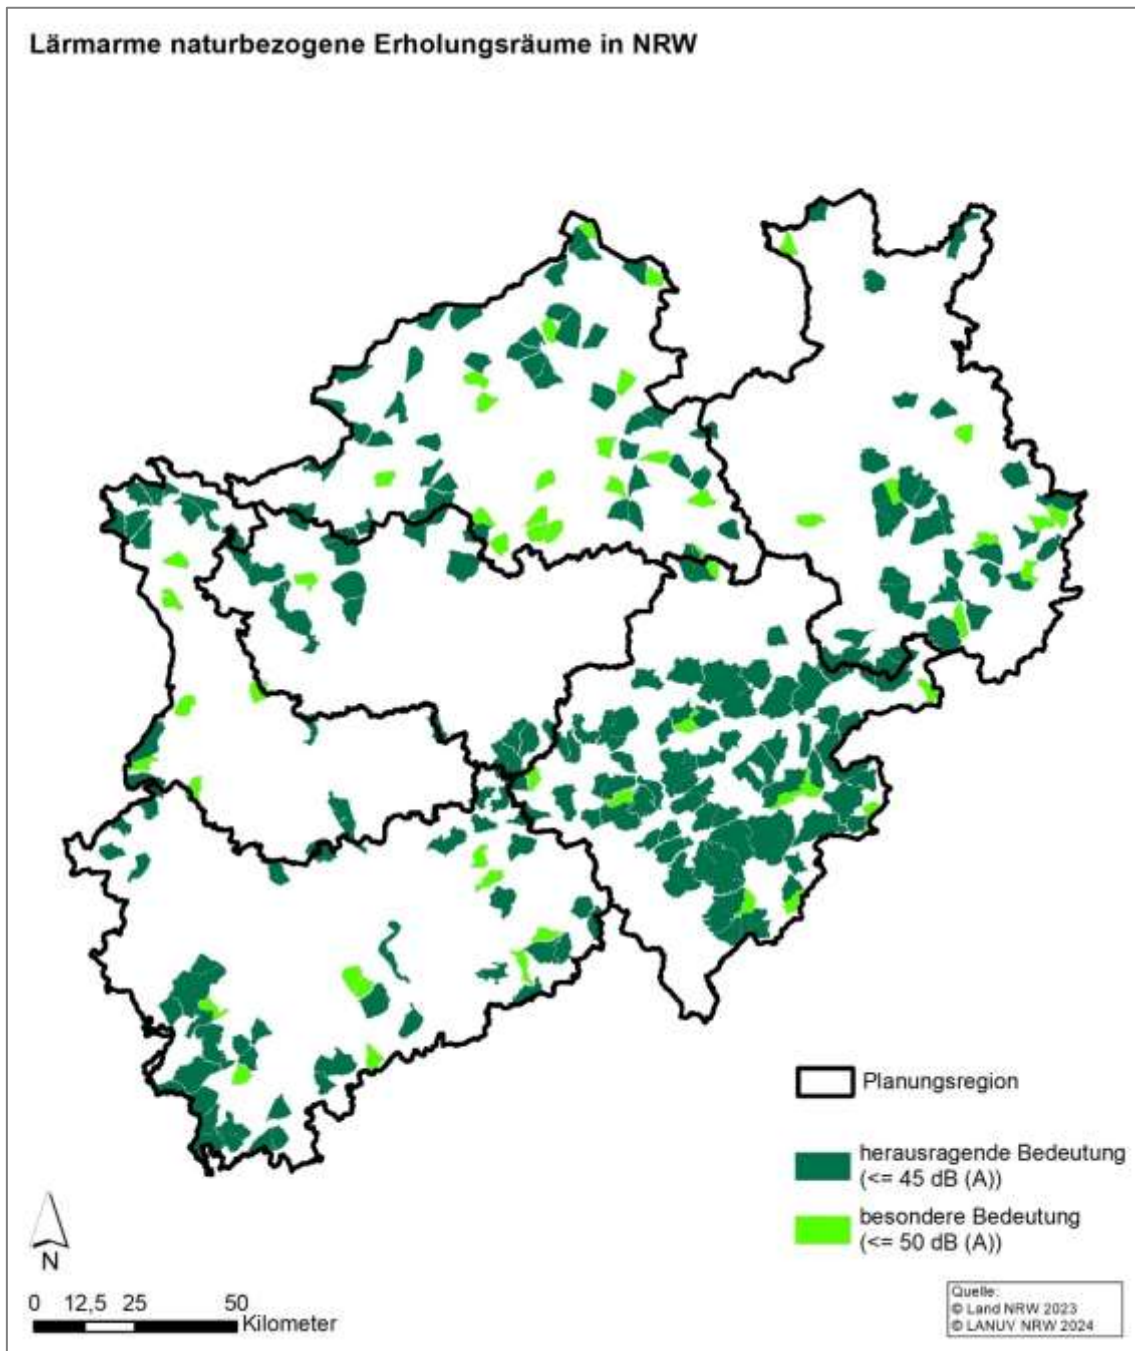 Lärmarme naturbezogene Erholungsräume in NRW
Planungsregion
herausragende Bedeutung
(<= 45 dB (A))
besondere Bedeutung
(<= 50 dB (A))
N
0 12,5 25 50
Kilometer
Quelle:
© Land NRW 2023
© LANUV NRW 2024